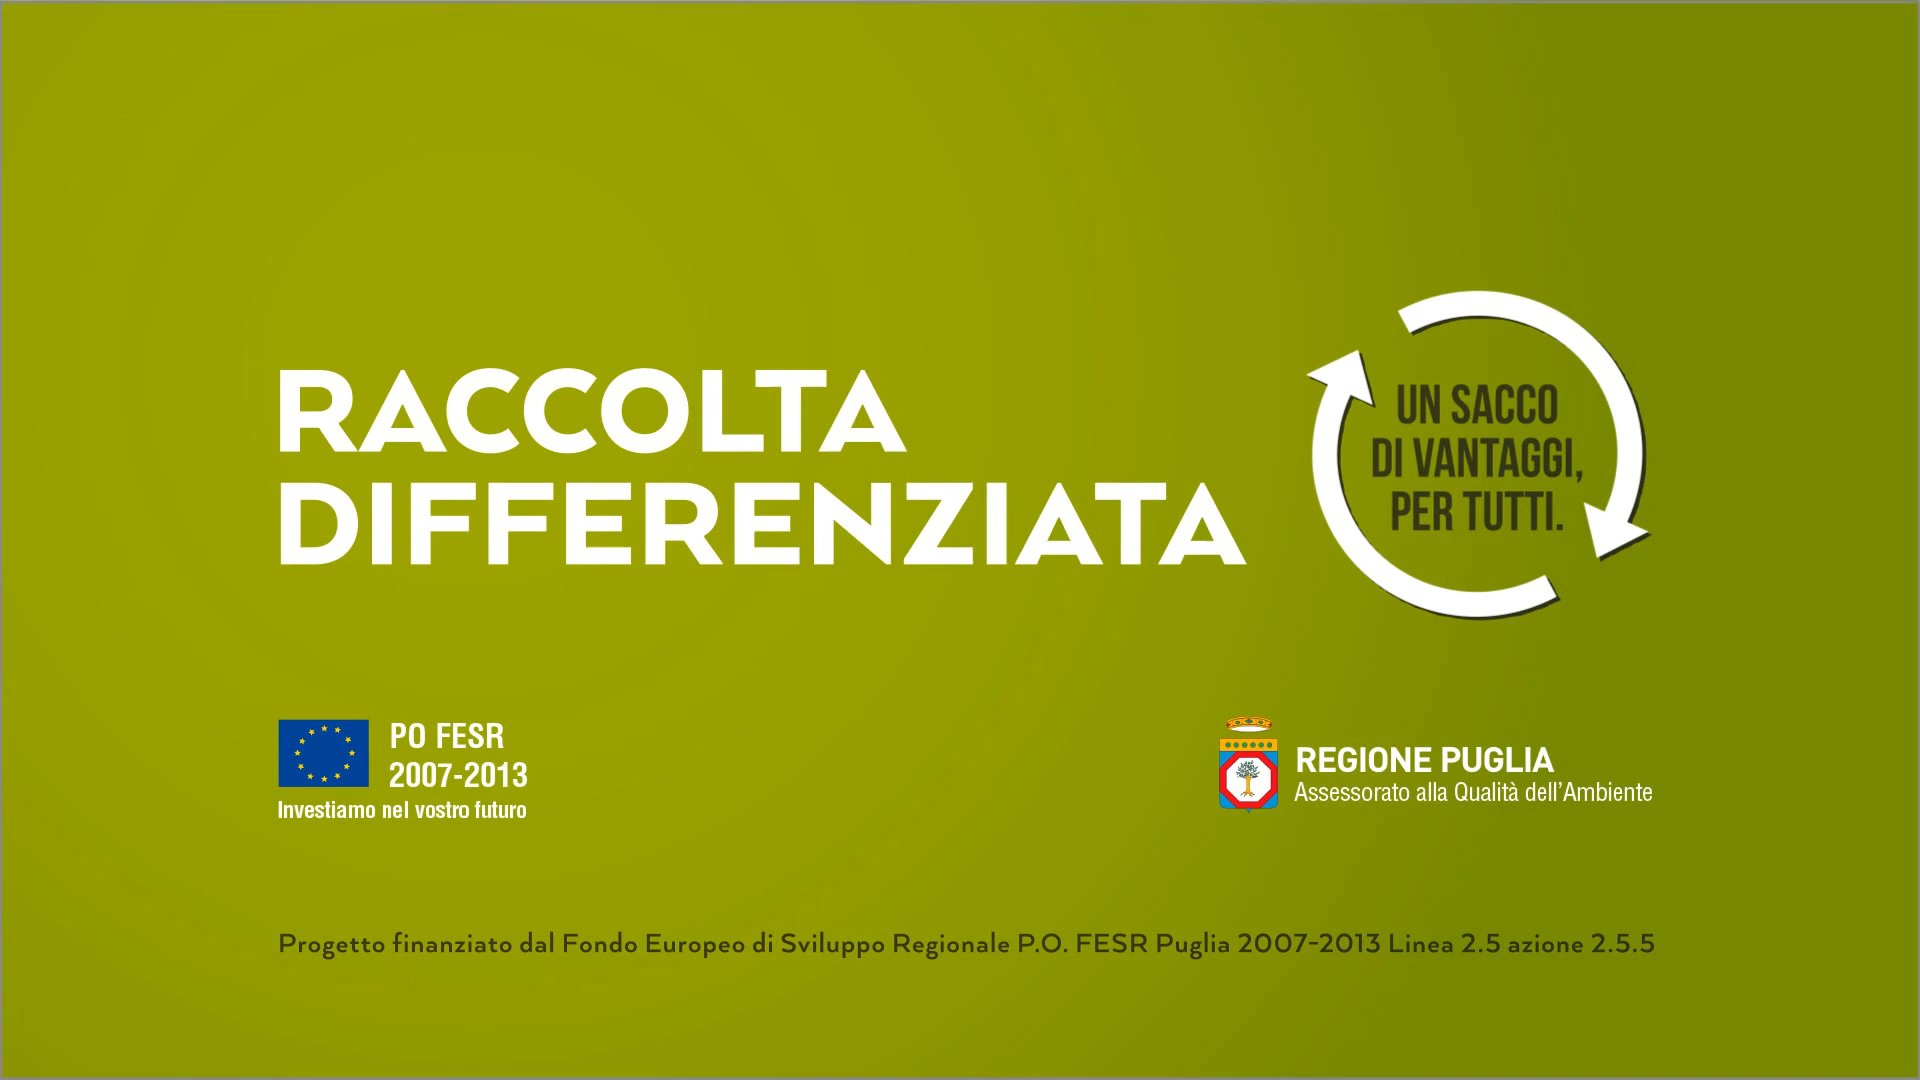 RACCOLTA
DIFFERENZIATA
UN SACCO
DI VANTAGGI,
PER TUTTI.
PO FESR
2007-2013
Investiamo nel vostro futuro
REGIONE PUGLIA
Assessorato alla Qualità dell'Ambiente
Progetto finanziato dal Fondo Europeo di Sviluppo Regionale P.O. FESR Puglia 2007-2013 Linea 2.5 azione 2.5.5